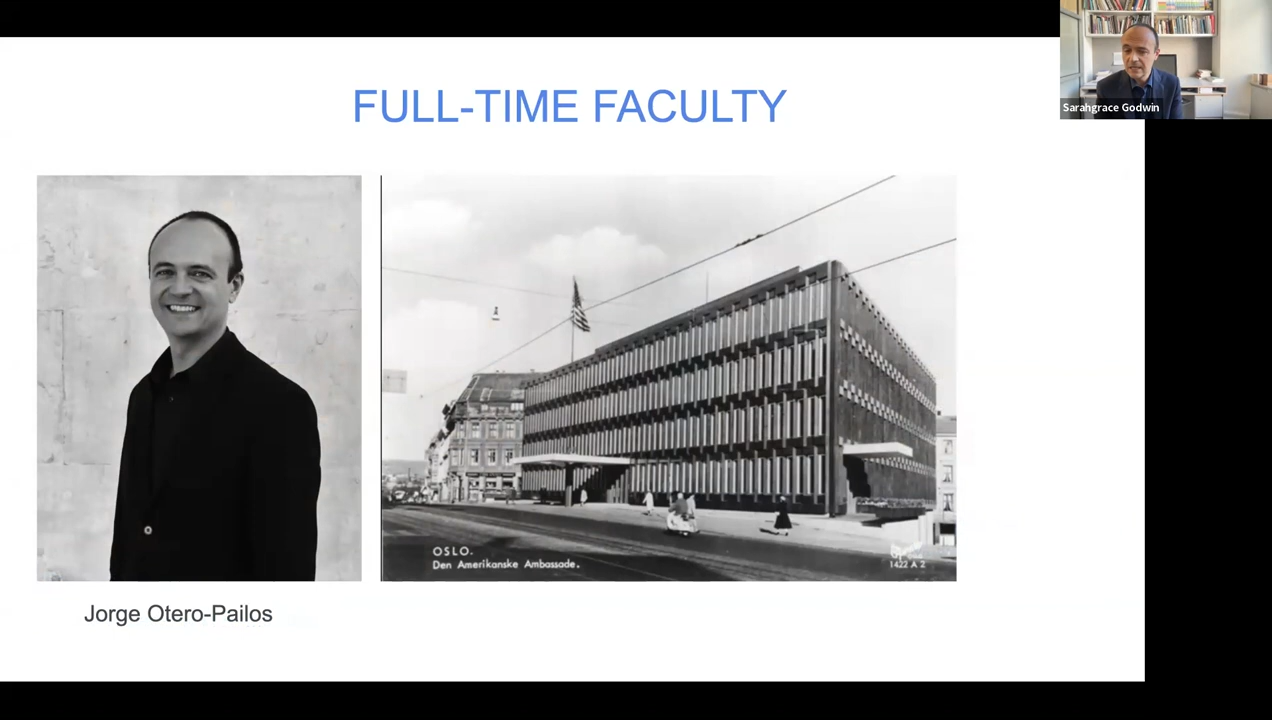 FULL-TIME FACULTY
Sarahgrace Godwin
OSLO.
Den Amerikanske Ambassade.
1422 A 2
Jorge Otero-Pailos